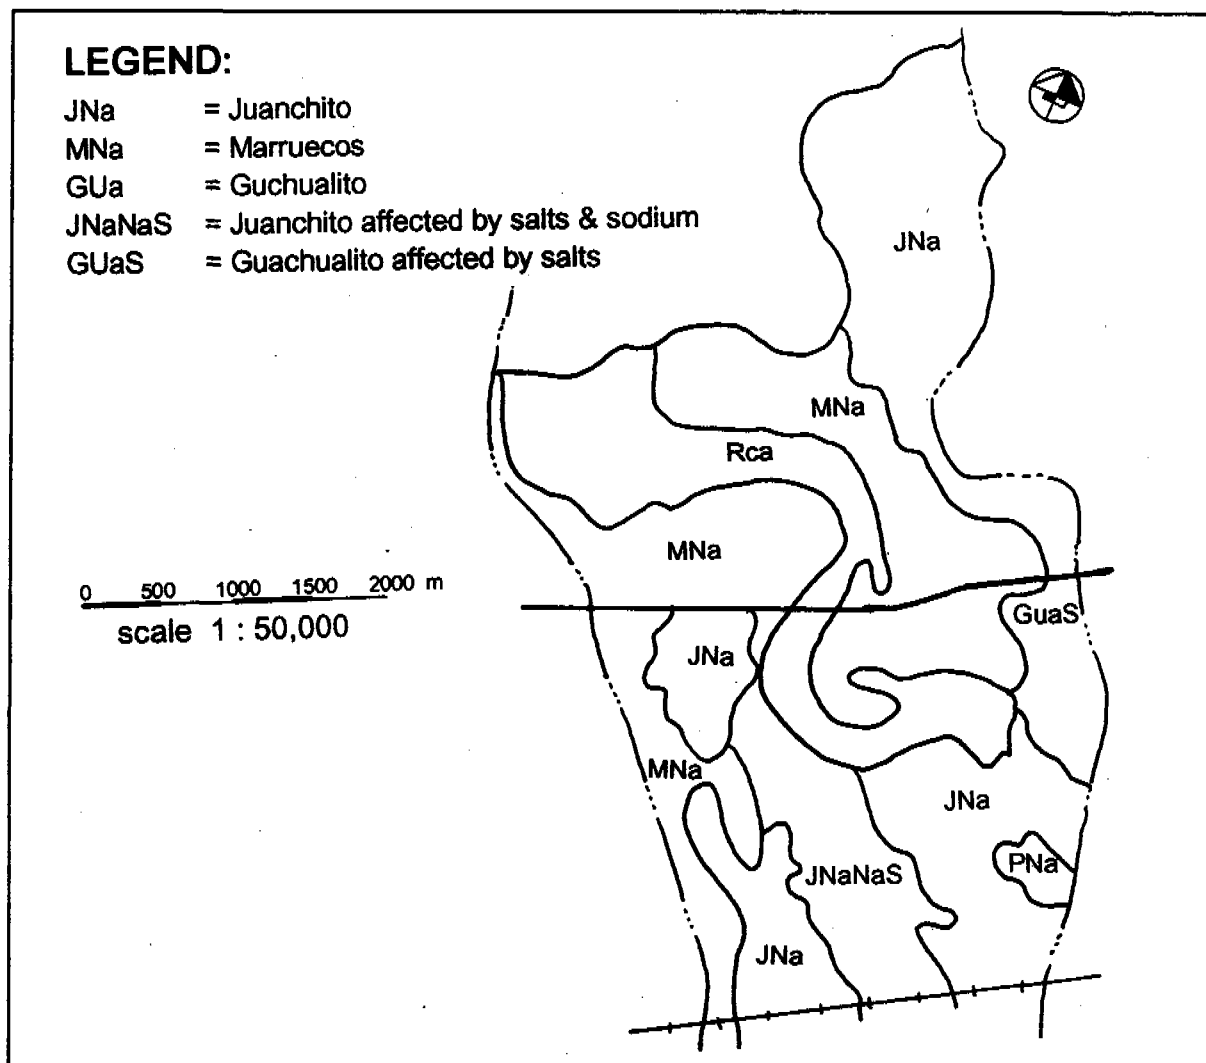 LEGEND:
JNa = Juanchito
MNa = Marruecos
GUa = Guchualito
JNaNaS = Juanchito affected by salts & sodium
GUaS = Guachualito affected by salts
JNa
MNa
Rca
MNa
0 500 1000 1500 2000 m
scale 1 : 50,000
GuaS
JNa
MNa
JNa
PNa
JNaNaS
JNa